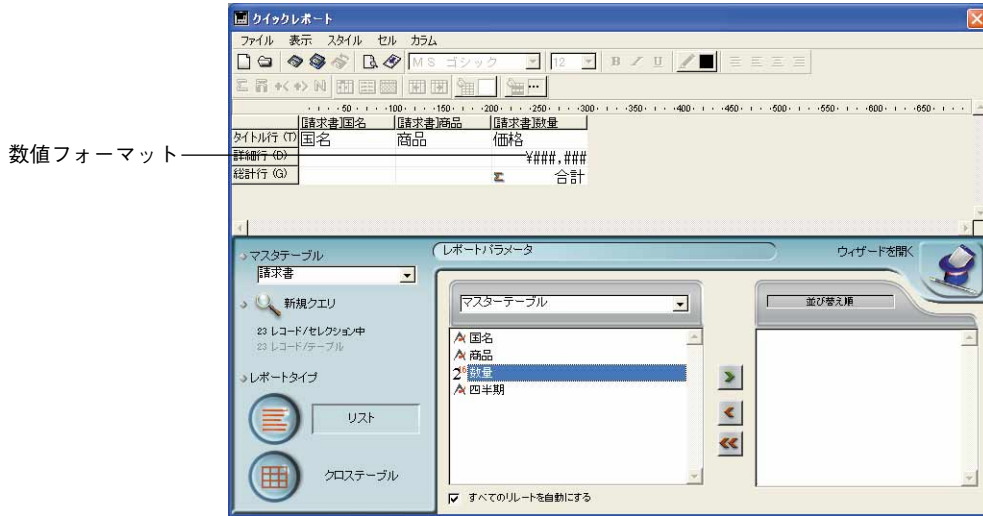 クイックレポート
ファイル 表示 スタイル セル カラム
MS ゴシック 12 B I U
50 100 150 200 250 300 350 400 450 500 550 600 650
[請求書]国名 [請求書]商品 [請求書]数量
タイトル行 (T) 国名 商品 価格
数値フォーマット
詳細行 (D) ¥###,###
総計行 (G) 合計
マスタテーブル
請求書
新規クエリ
23 レコード/セレクション中
23 レコード/テーブル
レポートタイプ
リスト
クロステーブル
レポートパラメータ
ウィザードを開く
マスターテーブル
並び替え順
国名
商品
2^16 数量
四半期
すべてのリレートを自動にする